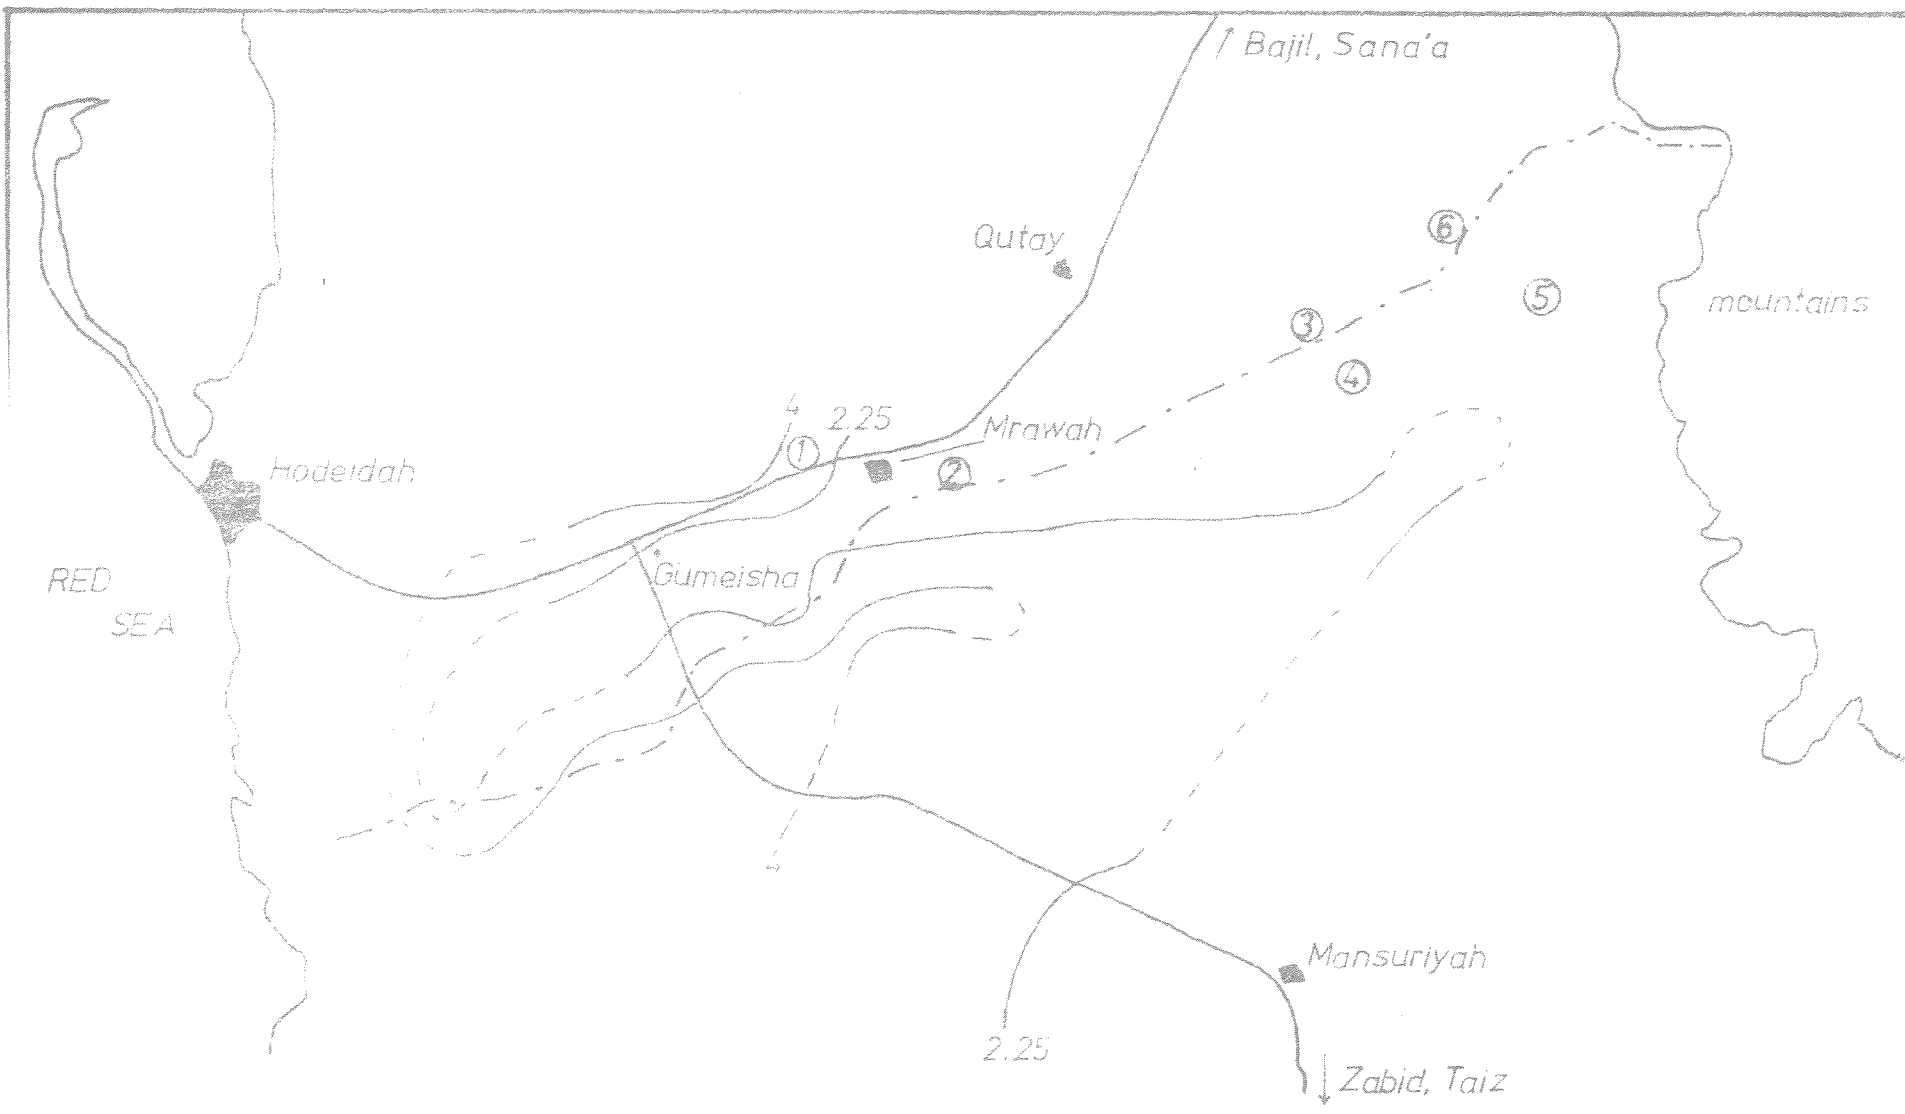 Bajil, Sana'a
Qutay
6
5
mountains
3
4
4
2.25
1
Mrawah
2
Hodeidah
Gumeisha
RED
SEA
4
Mansuriyah
2.25
Zabid, Taiz